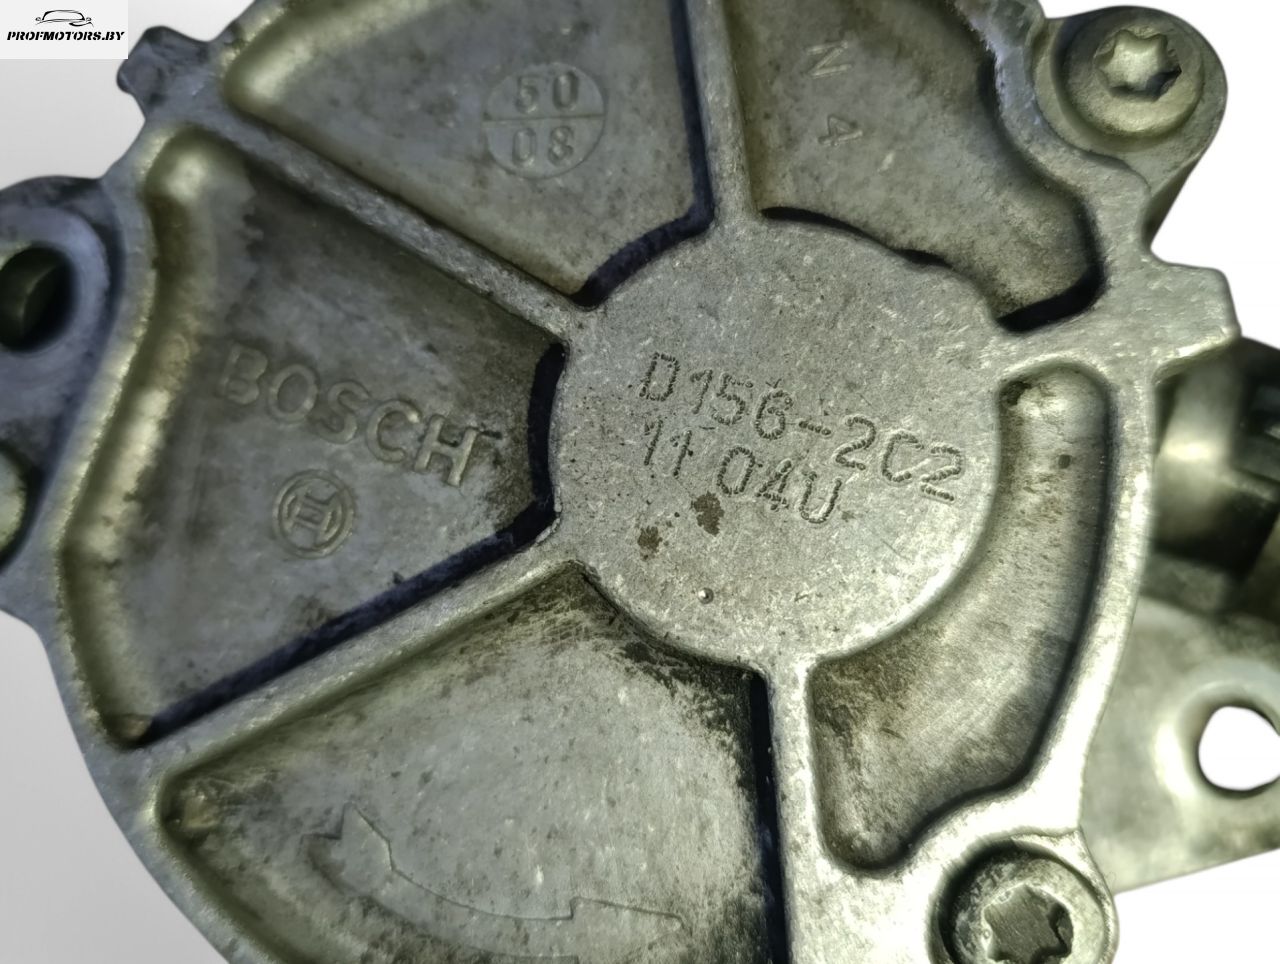 PROFMOTORS.BY
50
08
N 4
BOSCH
D156-2C2
11 04U